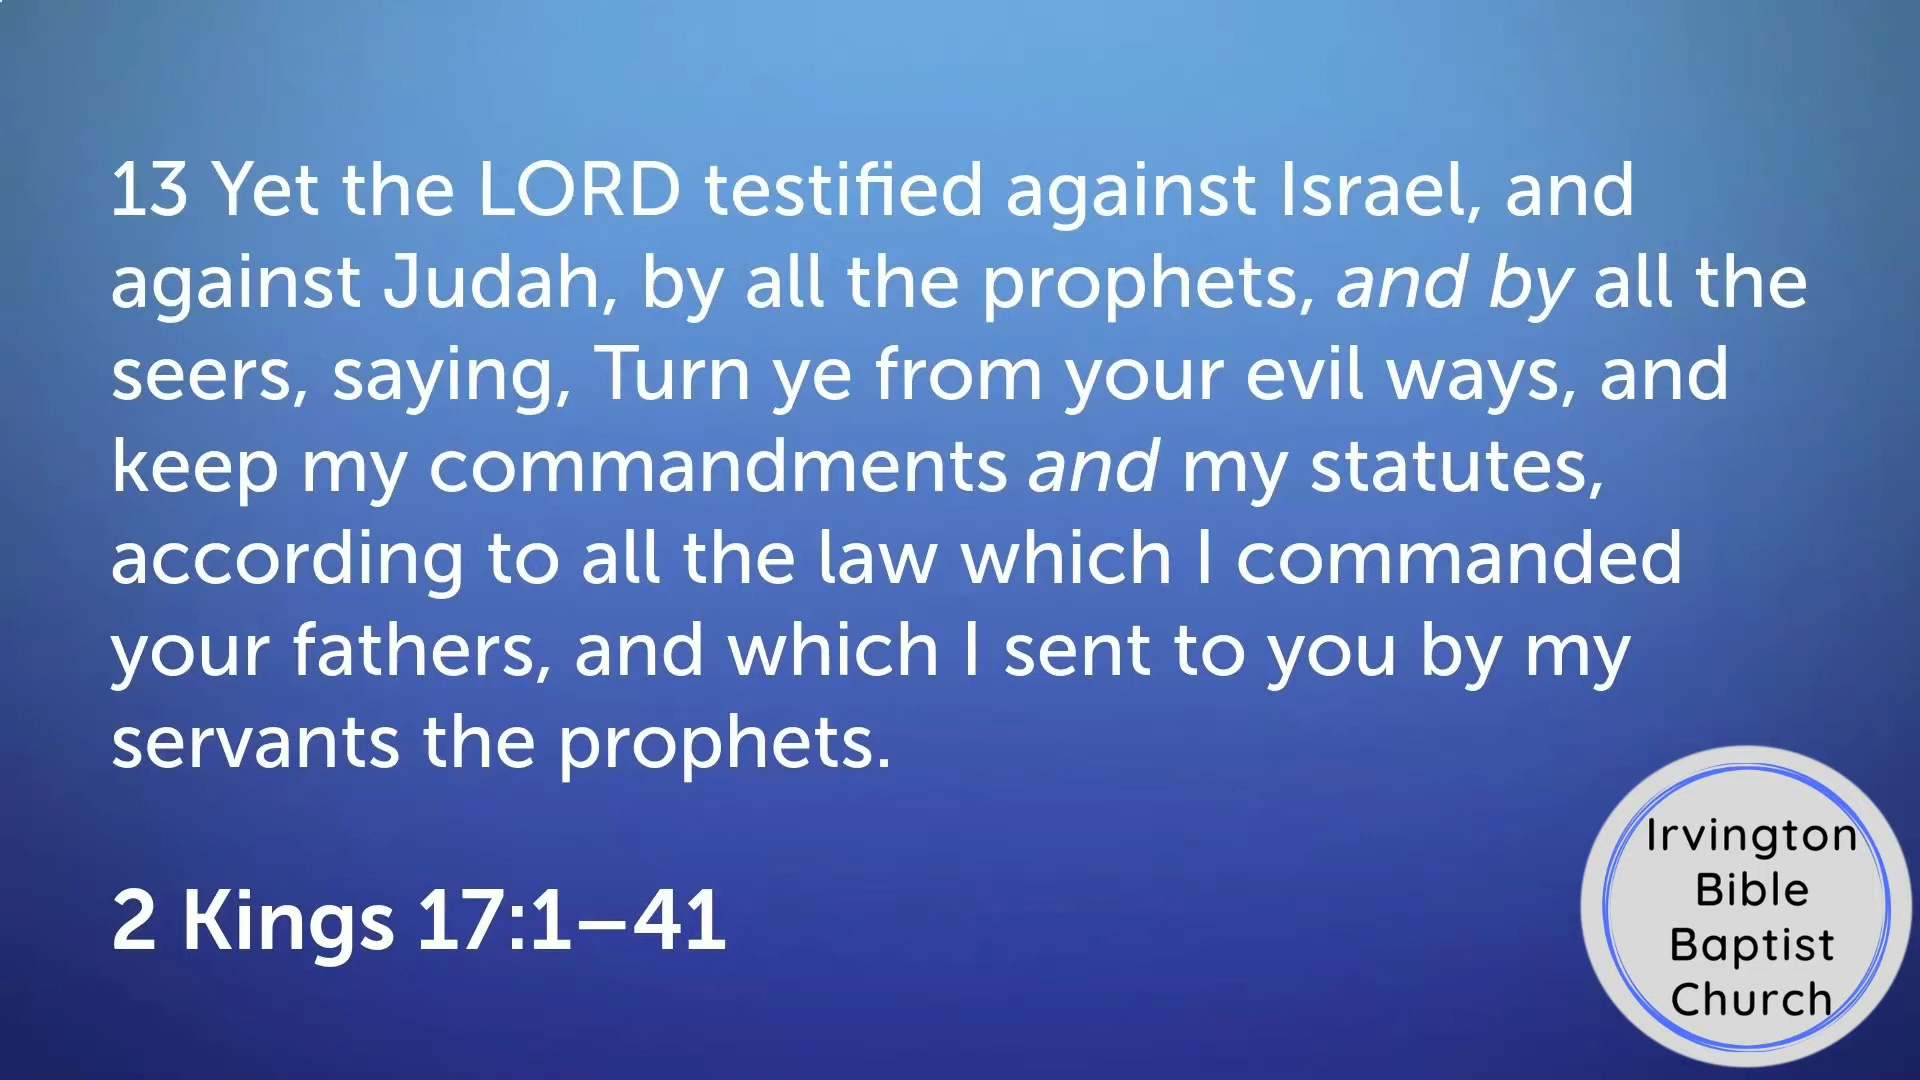 13 Yet the LORD testified against Israel, and
against Judah, by all the prophets, and by all the
seers, saying, Turn ye from your evil ways, and
keep my commandments and my statutes,
according to all the law which I commanded
your fathers, and which I sent to you by my
servants the prophets.
2 Kings 17:1–41
Irvington
Bible
Baptist
Church